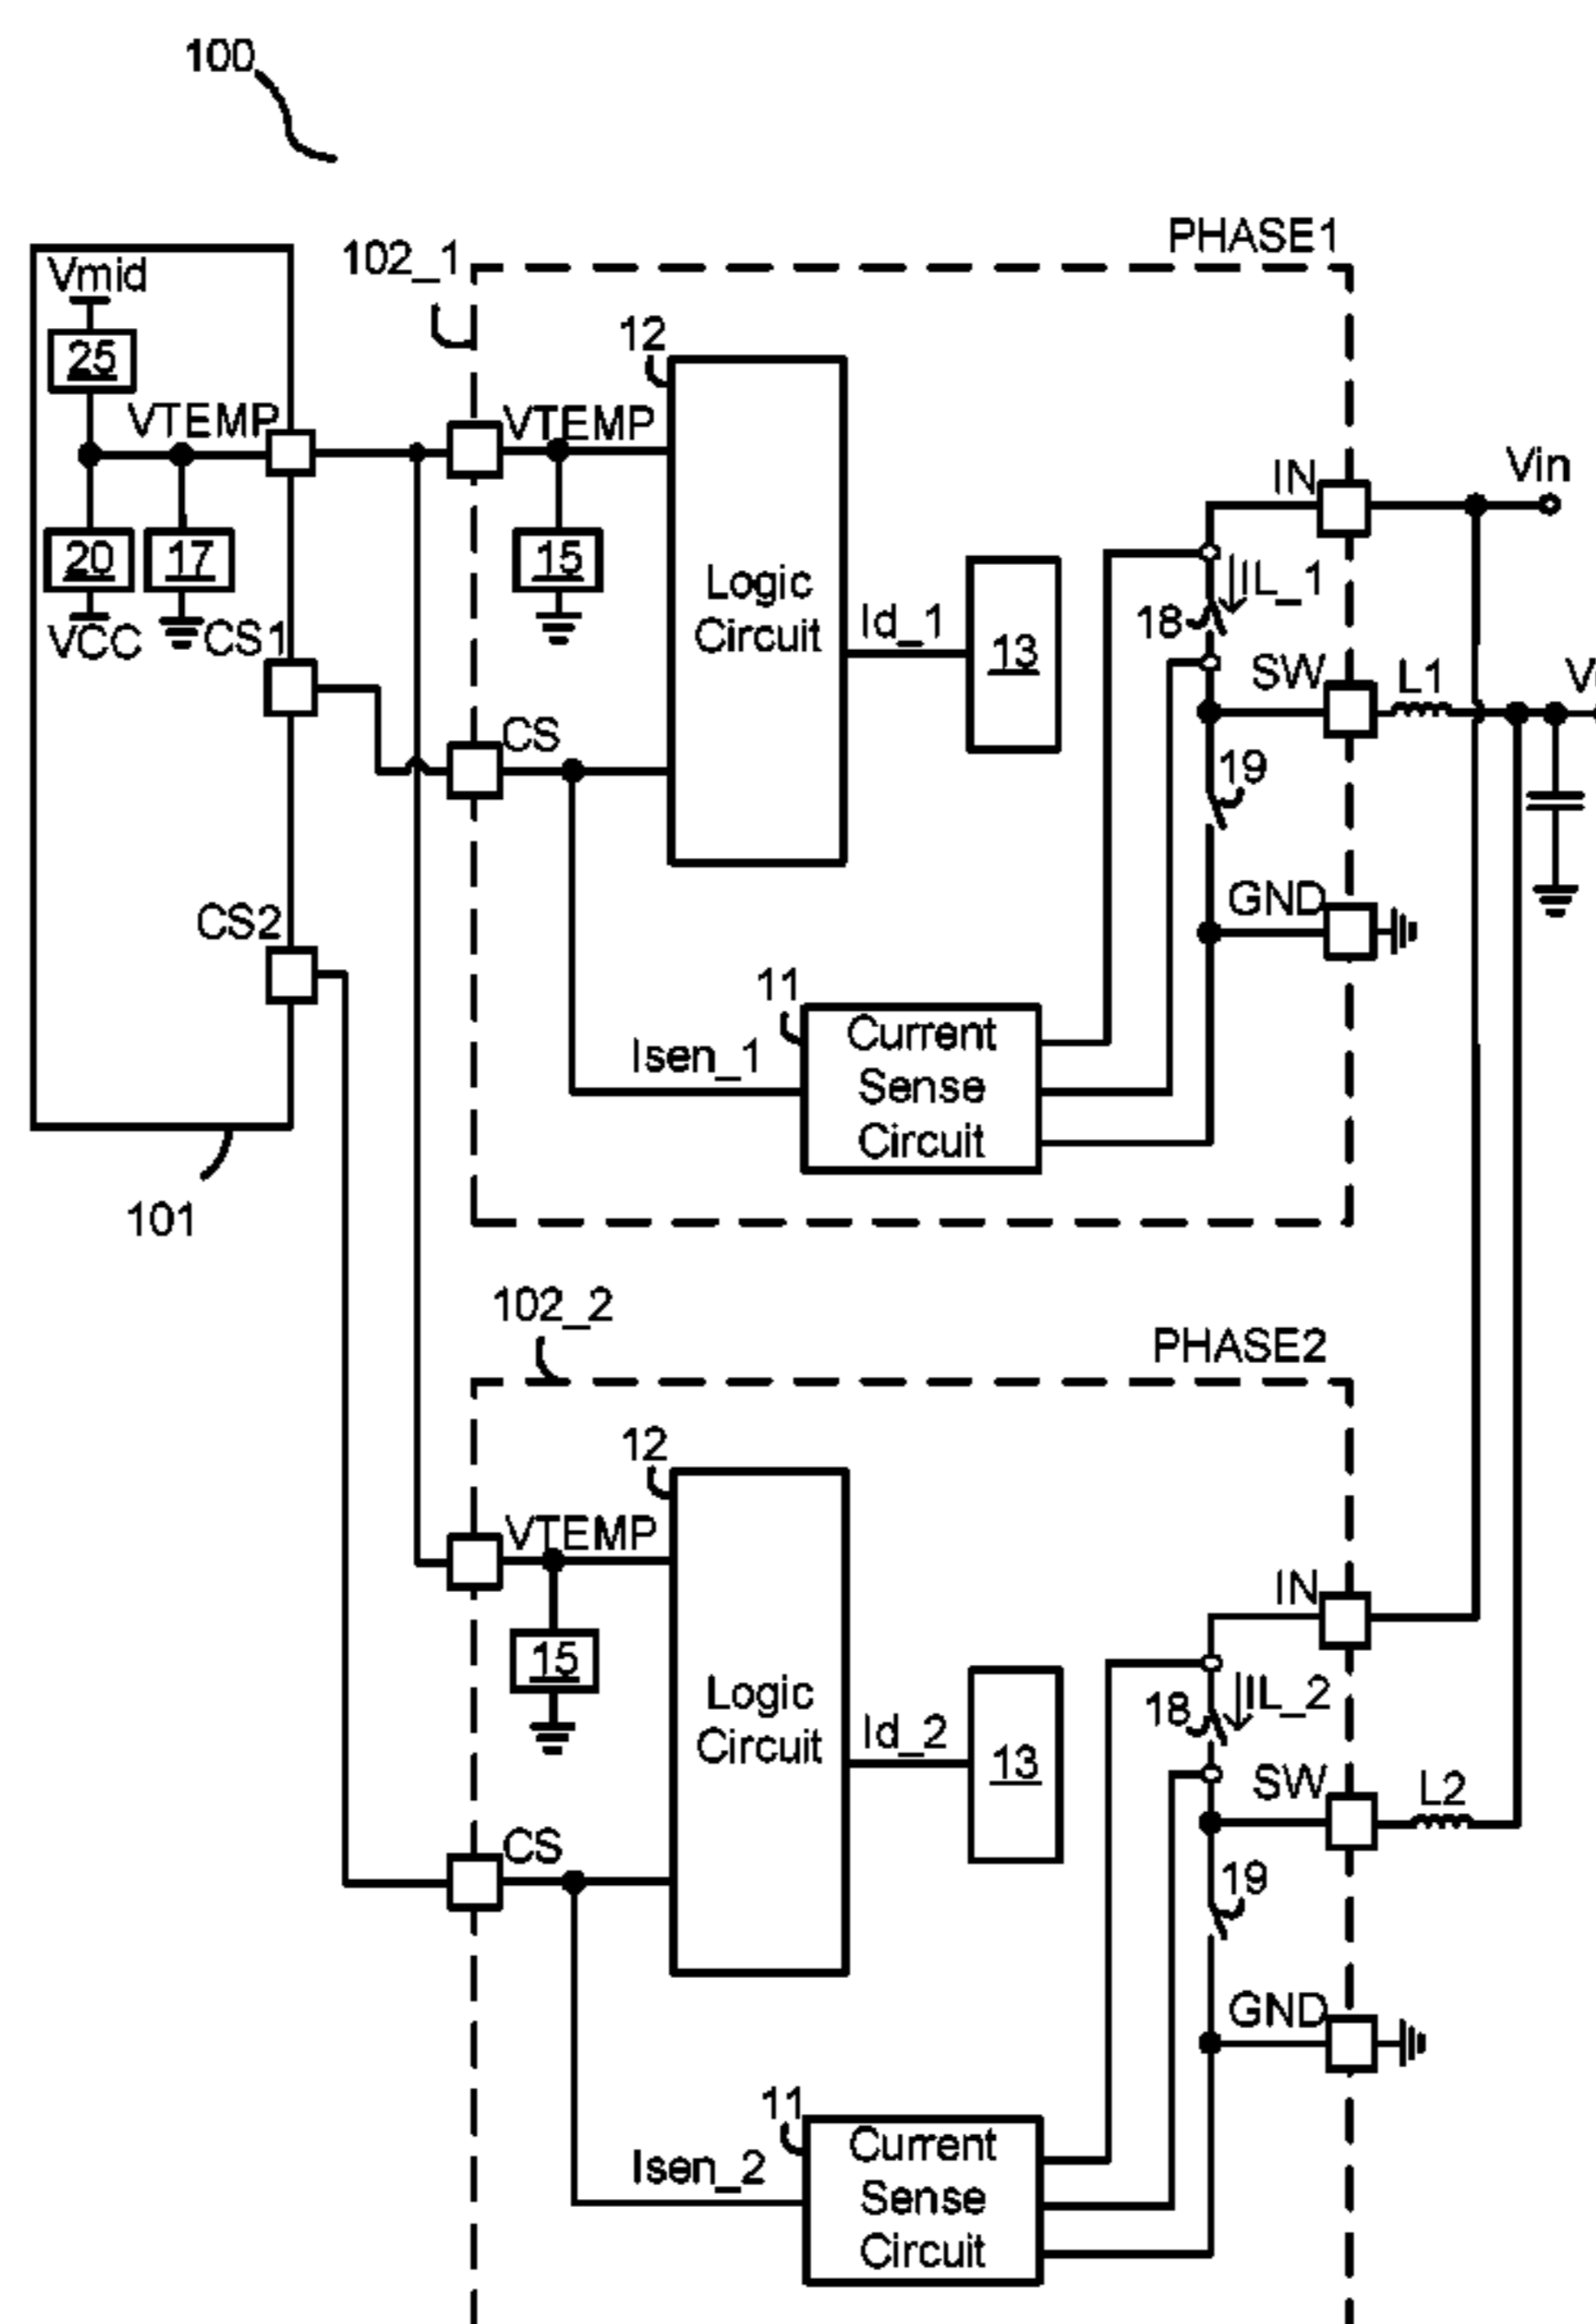 100
PHASE1
102_1
Vmid
25
12
VTEMP
VTEMP
IN
Vin
20
17
15
VCC
CS1
Logic
Circuit
Id_1
13
18
IL_1
SW
L1
CS
19
GND
CS2
11
Isen_1
Current
Sense
Circuit
101
102_2
PHASE2
12
VTEMP
IN
15
Logic
Circuit
Id_2
13
18
IL_2
SW
L2
CS
19
GND
11
Isen_2
Current
Sense
Circuit